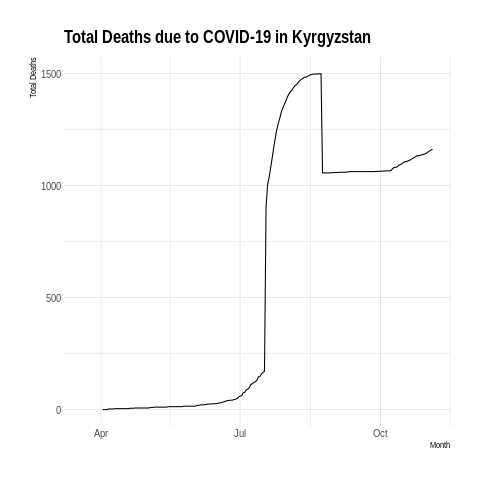 Total Deaths due to COVID-19 in Kyrgyzstan
Total Deaths
1500
1000
500
0
Apr
Jul
Oct
Month